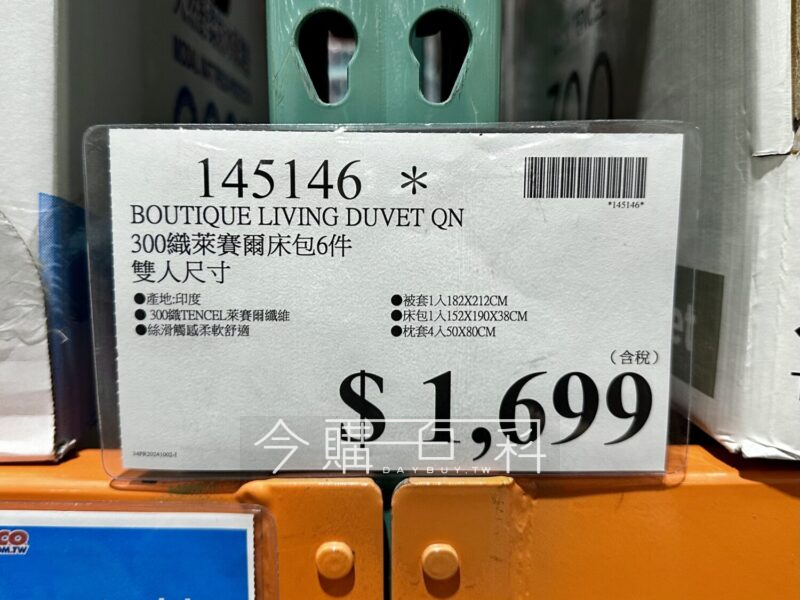 145146 *
*145146*
BOUTIQUE LIVING DUVET QN
300織萊賽爾床包6件
雙人尺寸
●產地:印度
●300織TENCEL萊賽爾纖維
●絲滑觸感柔軟舒適
●被套1入182X212CM
●床包1入152X190X38CM
●枕套4入50X80CM
(含稅)
$1,699
今購百科
DAYBUY.TW